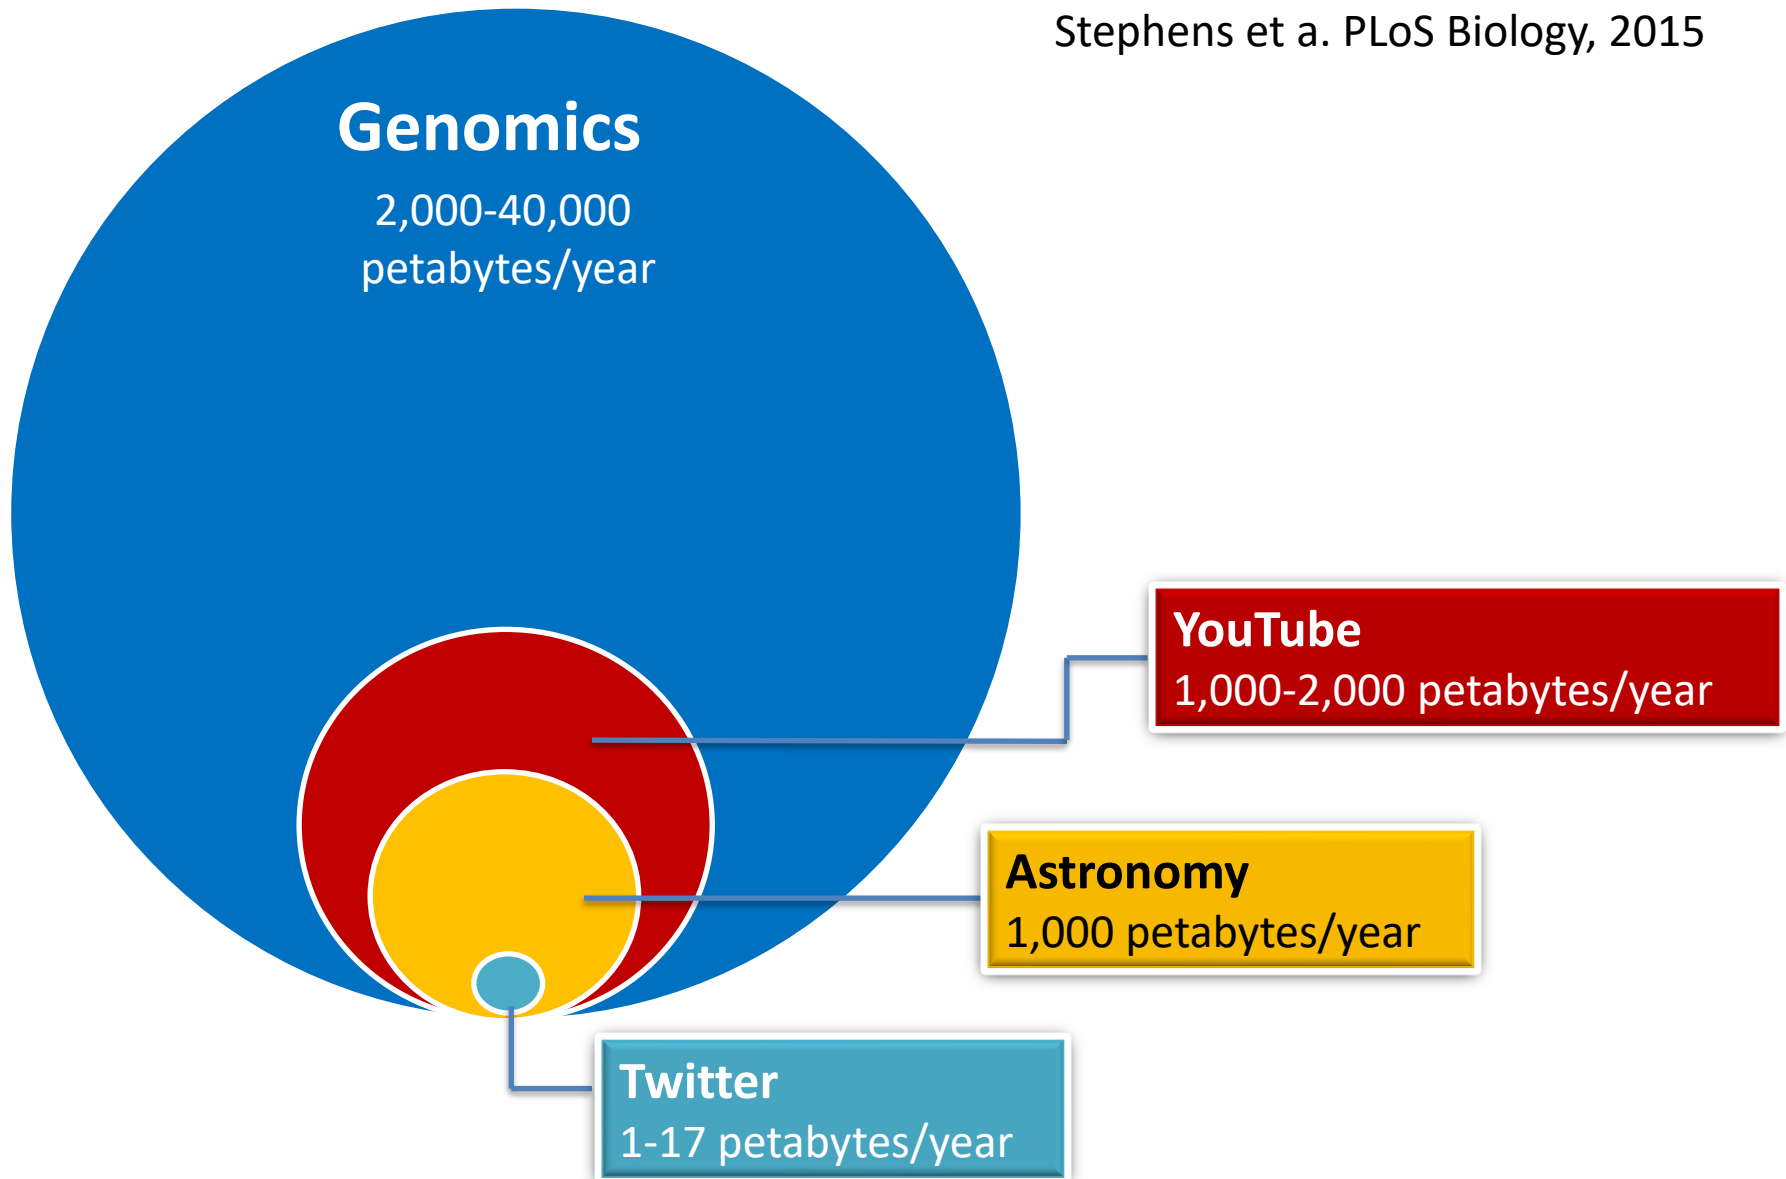 Stephens et a. PLoS Biology, 2015
Genomics
2,000-40,000
petabytes/year
YouTube
1,000-2,000 petabytes/year
Astronomy
1,000 petabytes/year
Twitter
1-17 petabytes/year